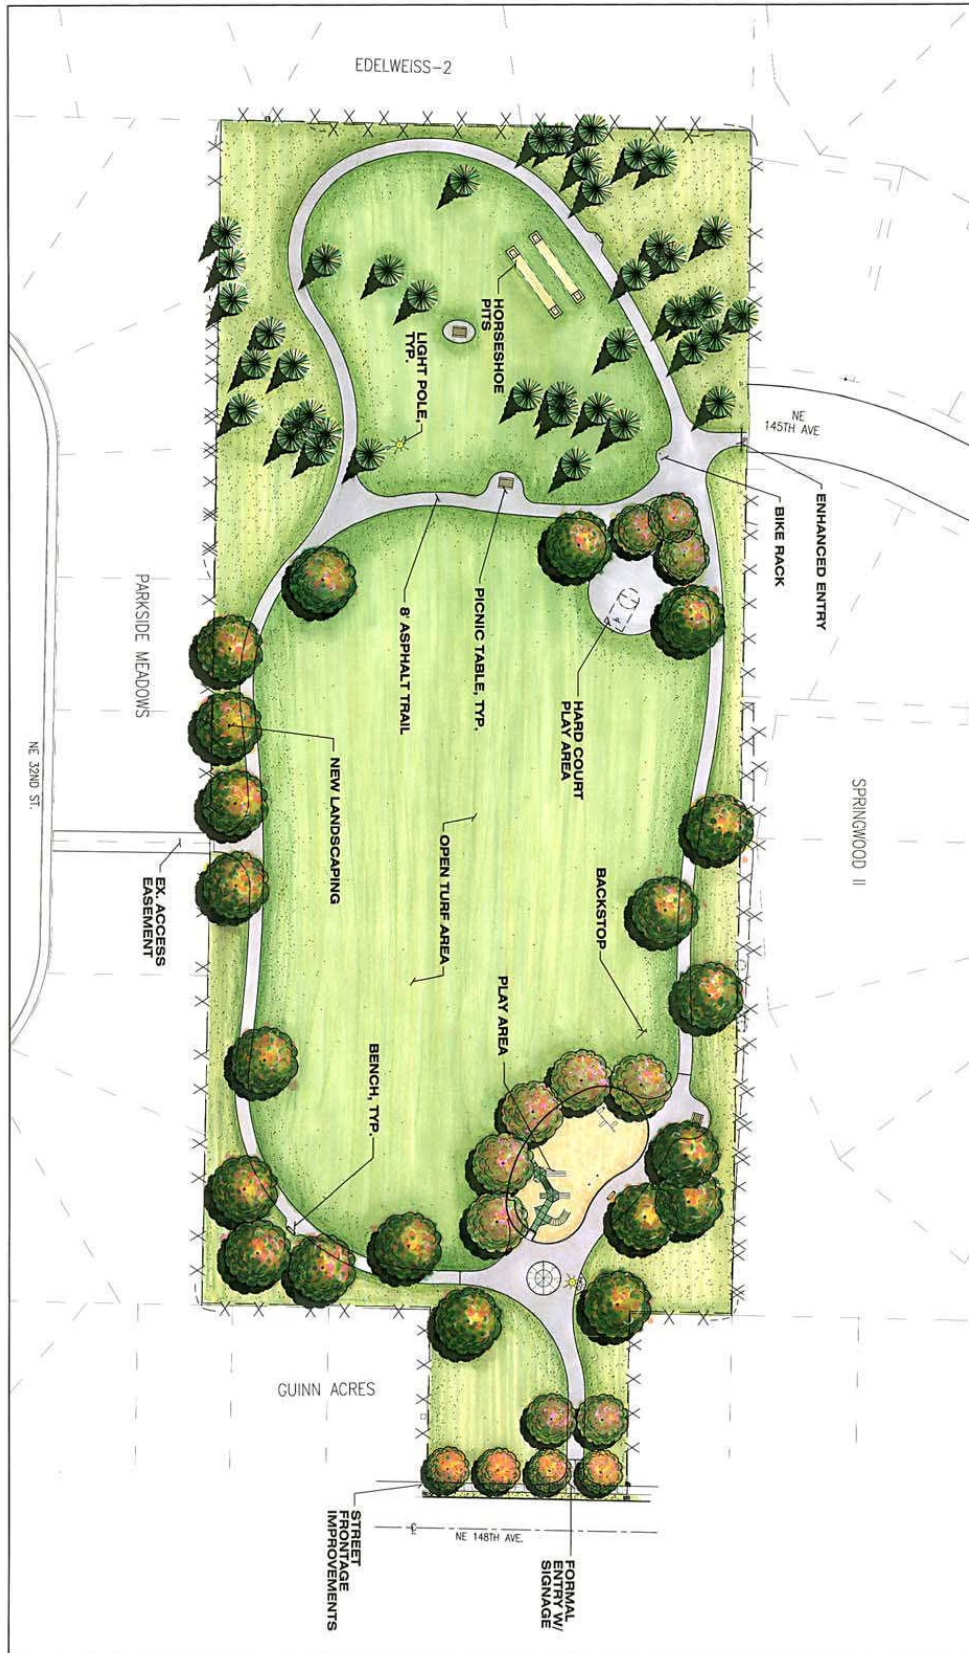 EDELWEISS-2
HORSESHOE
PITS
LIGHT POLE,
TYP.
NE
145TH AVE
ENHANCED ENTRY
BIKE RACK
PICNIC TABLE, TYP.
8' ASPHALT TRAIL
PARKSIDE MEADOWS
HARD COURT
PLAY AREA
NEW LANDSCAPING
NE 32ND ST.
OPEN TURF AREA
SPRINGWOOD II
BACKSTOP
EX. ACCESS
EASEMENT
PLAY AREA
BENCH, TYP.
GUINN ACRES
STREET
FRONTAGE
IMPROVEMENTS
NE 148TH AVE.
FORMAL
ENTRY W/
SIGNAGE